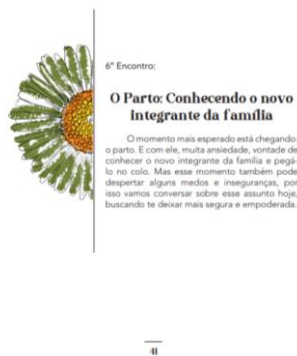 6º Encontro:
O Parto: Conhecendo o novo
integrante da família
O momento mais esperado está chegando:
o parto. E com ele, muita ansiedade, vontade de
conhecer o novo integrante da família e pegá-
lo no colo. Mas esse momento também pode
despertar alguns medos e inseguranças, por
isso vamos conversar sobre esse assunto hoje,
buscando te deixar mais segura e empoderada.
41